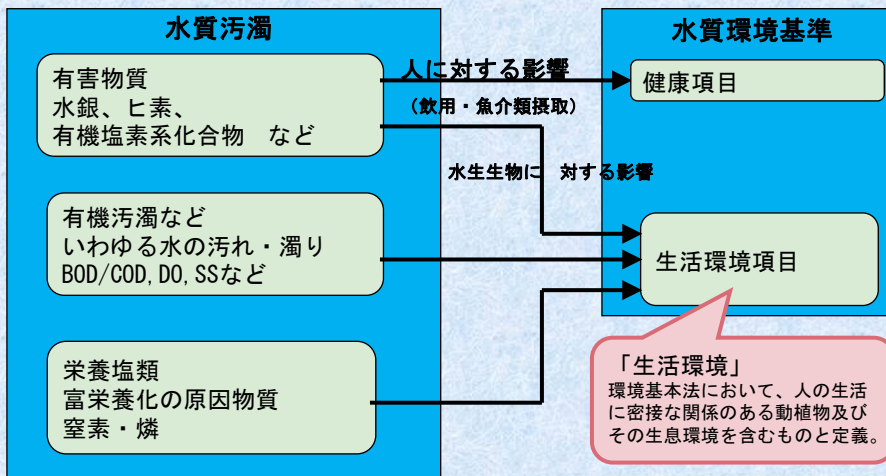 水質汚濁
有害物質
水銀、ヒ素、
有機塩素系化合物　など
有機汚濁など
いわゆる水の汚れ・濁り
BOD/COD,DO,SSなど
栄養塩類
富栄養化の原因物質
窒素・燐
人に対する影響
（飲用・魚介類摂取）
水生生物に　対する影響
水質環境基準
健康項目
生活環境項目
「生活環境」
環境基本法において、人の生活
に密接な関係のある動植物及び
その生息環境を含むものと定義。